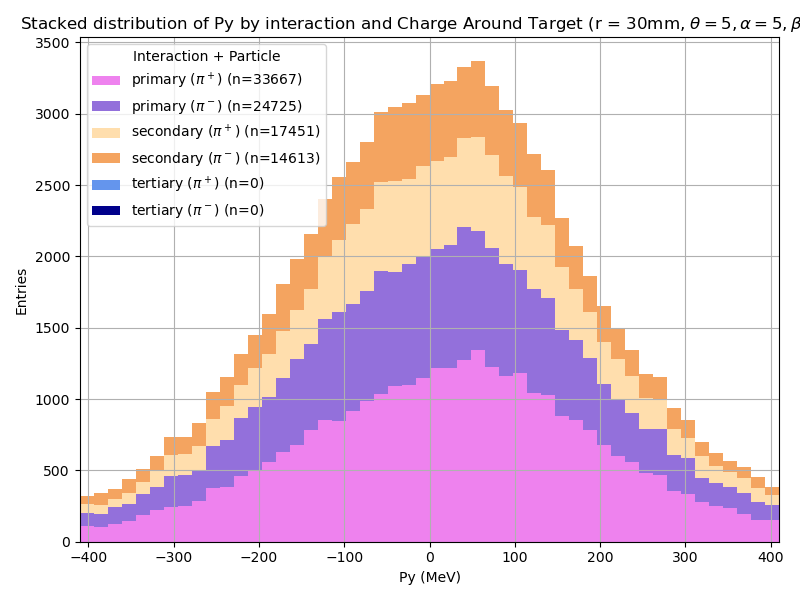 Stacked distribution of Py by interaction and Charge Around Target (r = 30mm, θ = 5, α = 5, β
Interaction + Particle
primary (π⁺) (n=33667)
primary (π⁻) (n=24725)
secondary (π⁺) (n=17451)
secondary (π⁻) (n=14613)
tertiary (π⁺) (n=0)
tertiary (π⁻) (n=0)
Entries
3500
3000
2500
2000
1500
1000
500
0
−400 −300 −200 −100 0 100 200 300 400
Py (MeV)